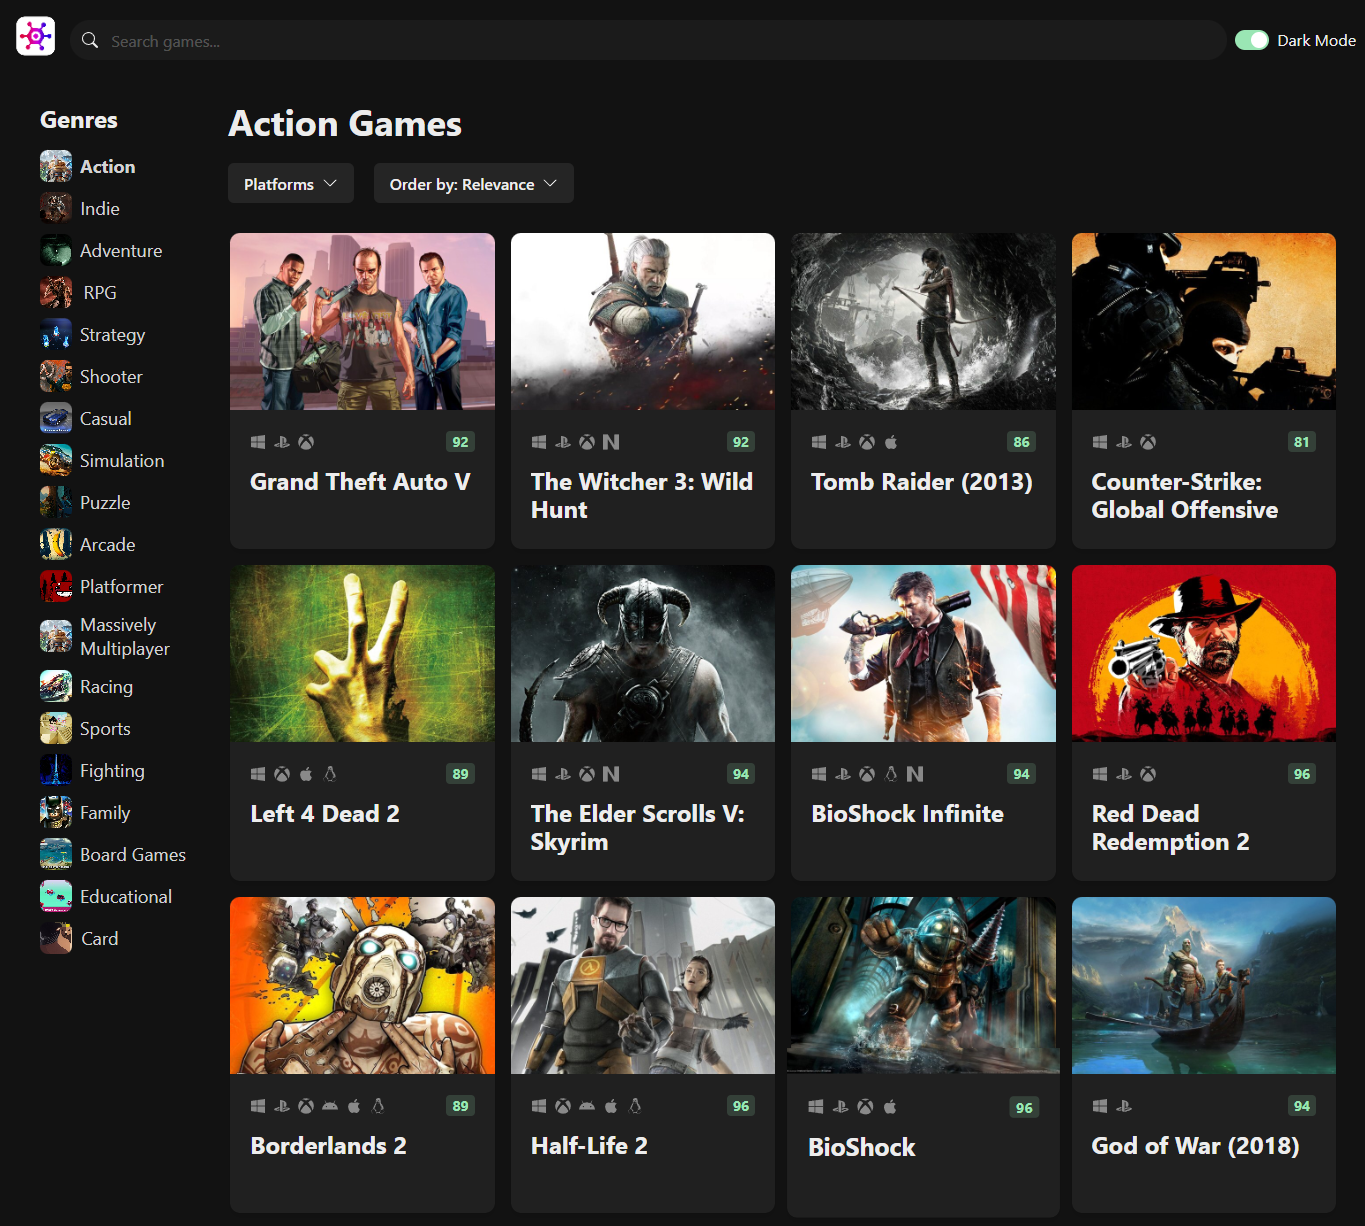 Search games...
Dark Mode
Genres
Action
Indie
Adventure
RPG
Strategy
Shooter
Casual
Simulation
Puzzle
Arcade
Platformer
Massively
Multiplayer
Racing
Sports
Fighting
Family
Board Games
Educational
Card
Action Games
Platforms
Order by: Relevance
92
Grand Theft Auto V
92
The Witcher 3: Wild
Hunt
86
Tomb Raider (2013)
81
Counter-Strike:
Global Offensive
89
Left 4 Dead 2
94
The Elder Scrolls V:
Skyrim
94
BioShock Infinite
96
Red Dead
Redemption 2
89
Borderlands 2
96
Half-Life 2
96
BioShock
94
God of War (2018)